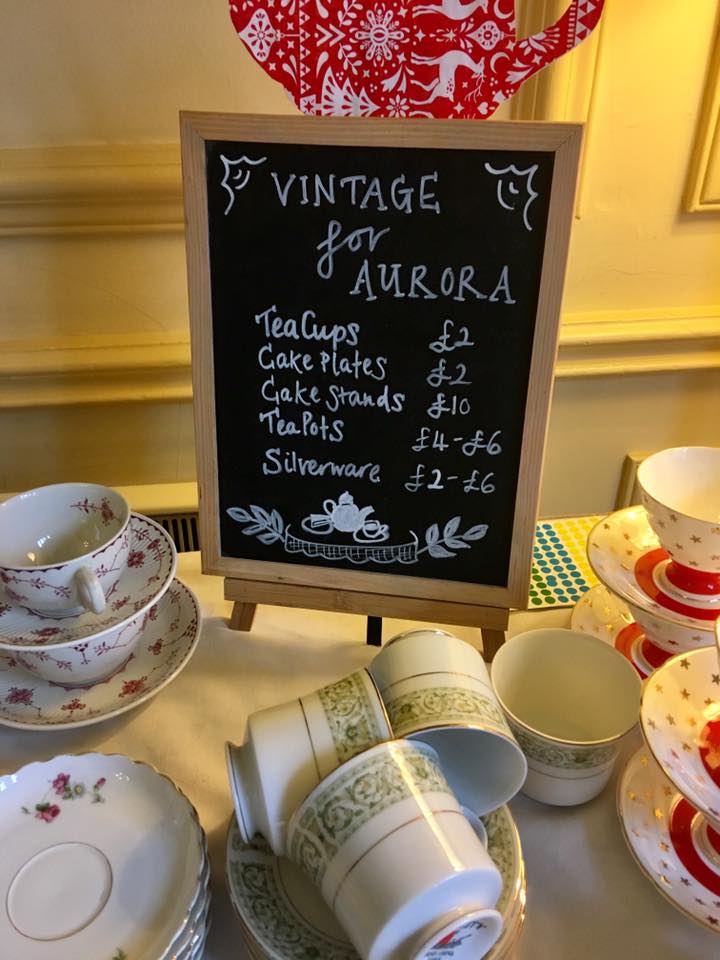 VINTAGE
for
AURORA
TeaCups £2
Cake Plates £2
Cake Stands £10
TeaPots £4-£6
Silverware £2-£6